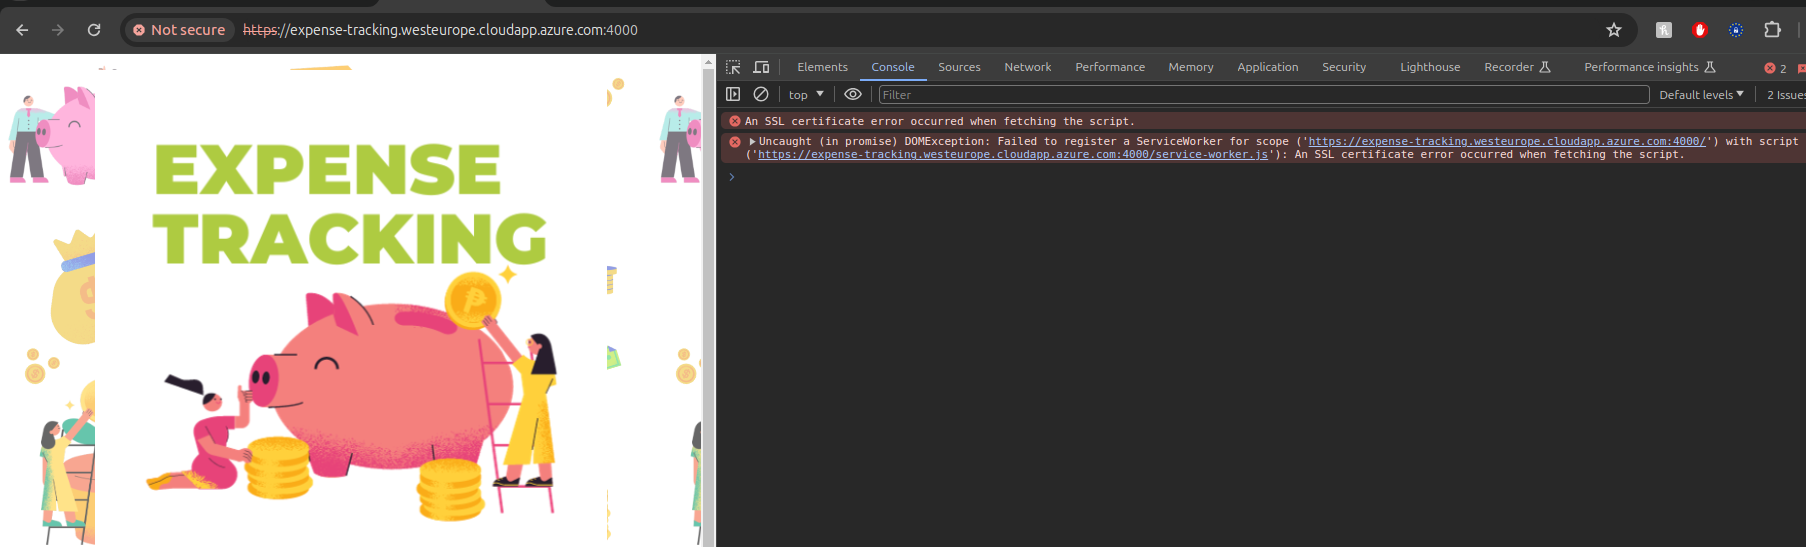 Not secure https://expense-tracking.westeurope.cloudapp.azure.com:4000
EXPENSE
TRACKING
Elements Console Sources Network Performance Memory Application Security Lighthouse Recorder Performance insights 2
top Filter Default levels 2 Issues
An SSL certificate error occurred when fetching the script.
Uncaught (in promise) DOMException: Failed to register a ServiceWorker for scope ('https://expense-tracking.westeurope.cloudapp.azure.com:4000/') with script
('https://expense-tracking.westeurope.cloudapp.azure.com:4000/service-worker.js'): An SSL certificate error occurred when fetching the script.